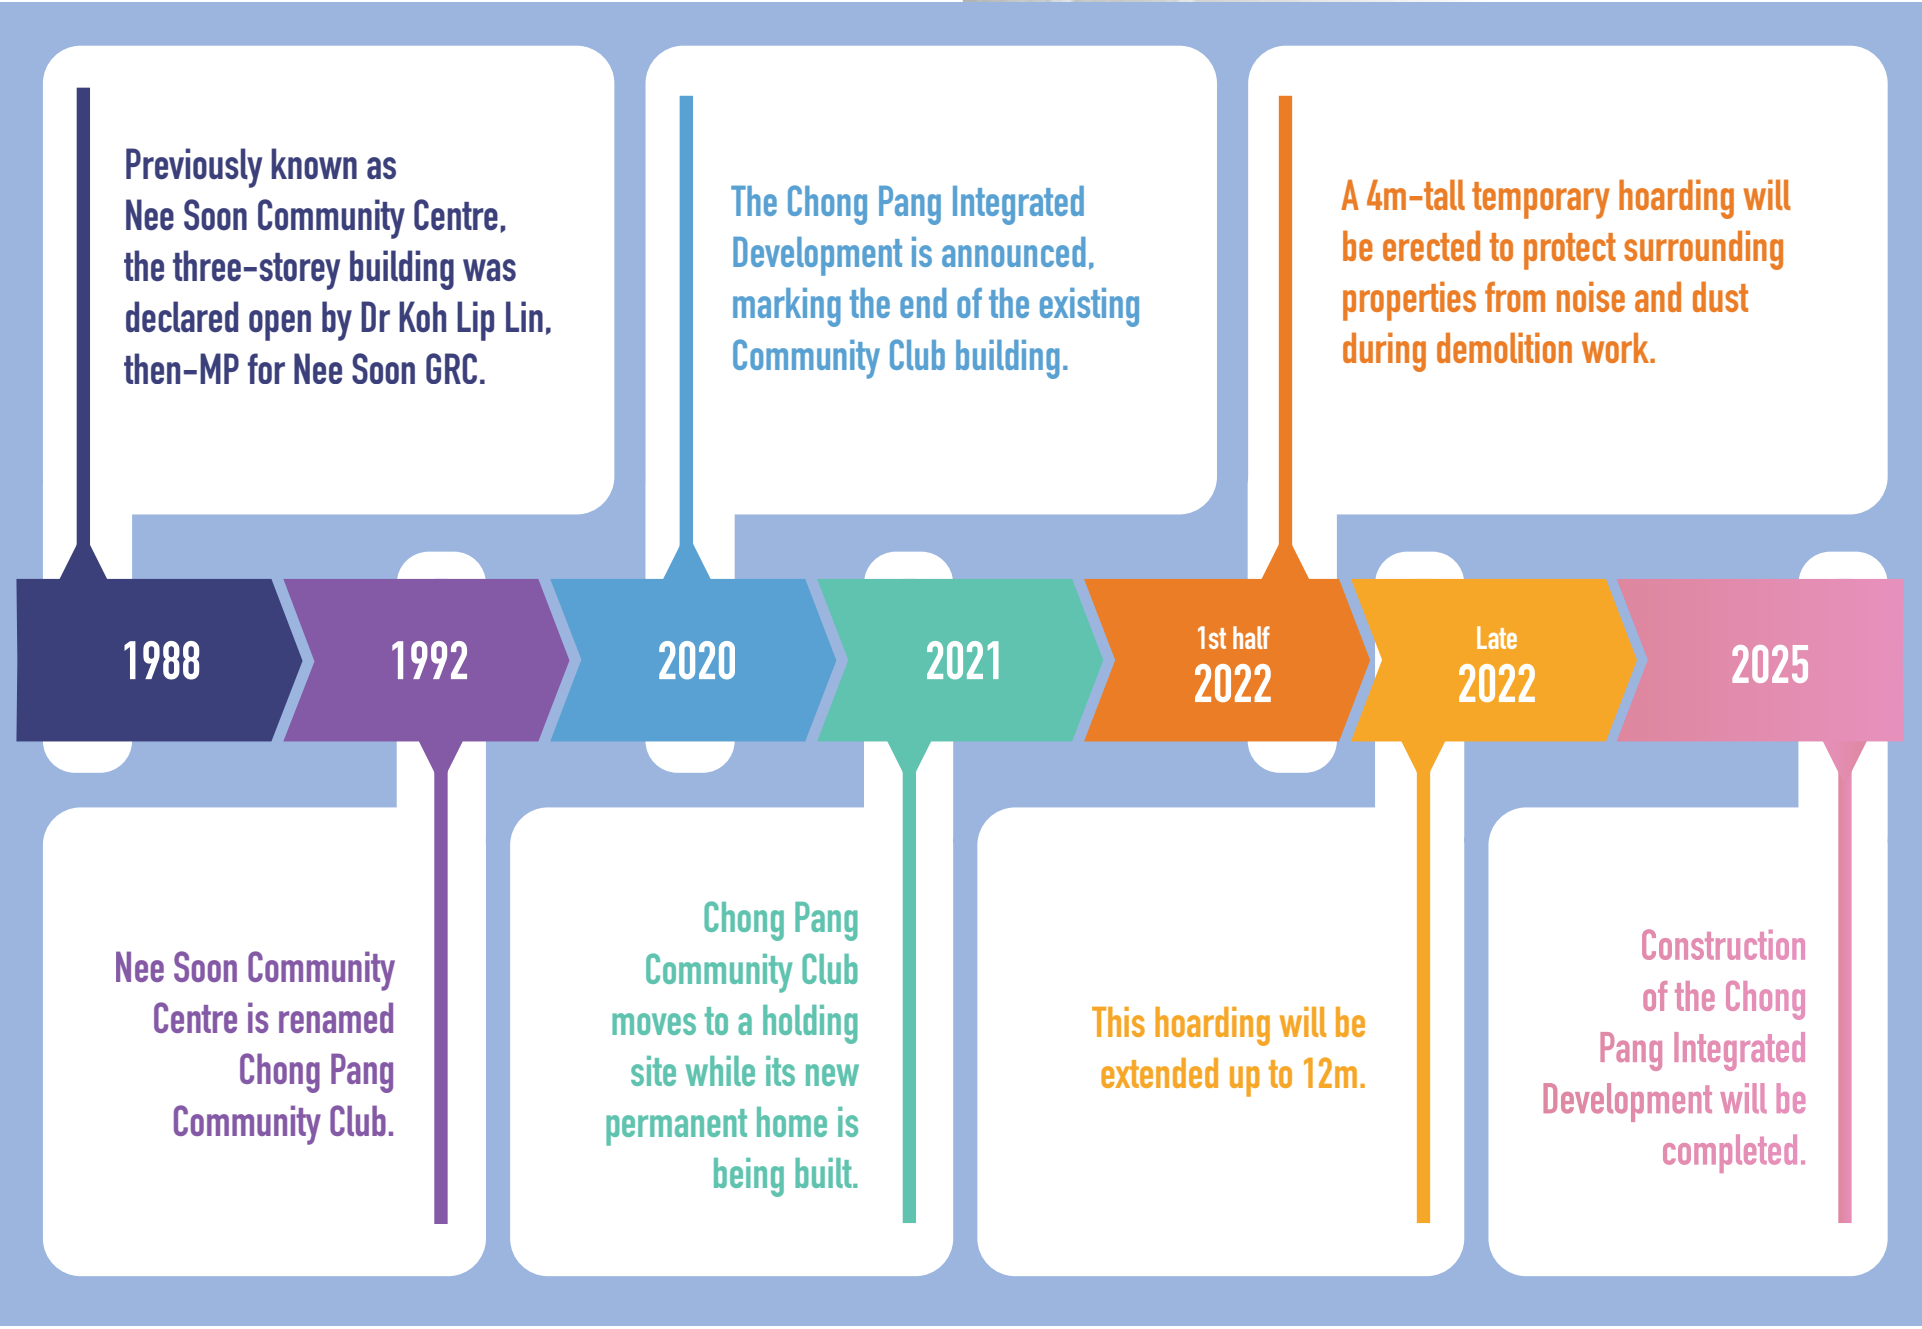 Previously known as
Nee Soon Community Centre,
the three-storey building was
declared open by Dr Koh Lip Lin,
then-MP for Nee Soon GRC.
The Chong Pang Integrated
Development is announced,
marking the end of the existing
Community Club building.
A 4m-tall temporary hoarding will
be erected to protect surrounding
properties from noise and dust
during demolition work.
1988
1992
2020
2021
1st half
2022
Late
2022
2025
Nee Soon Community
Centre is renamed
Chong Pang
Community Club.
Chong Pang
Community Club
moves to a holding
site while its new
permanent home is
being built.
This hoarding will be
extended up to 12m.
Construction
of the Chong
Pang Integrated
Development will be
completed.